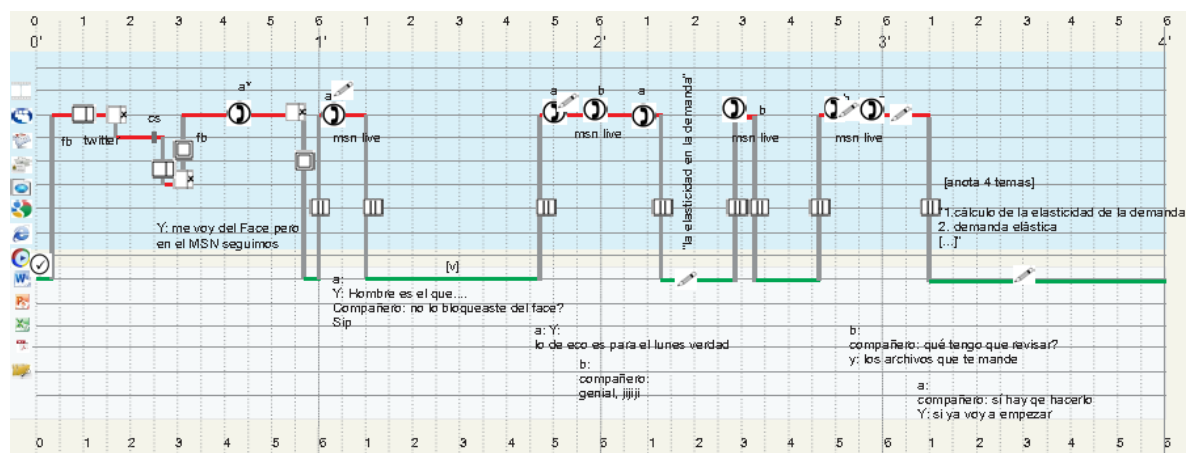 0 1 2 3 4 5 6 1 2 3 4 5 6 1 2 3 4 5 6 1 2 3 4 5 6
0' 1' 2' 3' 4'
a" a
a b a
b
cs
fb twitter fb
msn live
msn live
msn live
msn live
"la elasticidad en la demanda"
[anota 4 temas]
"1.cálculo de la elasticidad de la demanda
2. demanda elástica
[...]"
Y: me voy del Face pero
en el MSN seguimos
[v]
a:
Y: Hombre es el que....
Compañero: no lo bloqueaste del face?
Sip
a: Y:
lo de eco es para el lunes verdad
b:
compañero:
genial, jijiji
b:
compañero: qué tengo que revisar?
y: los archivos que te mande
a:
compañero: sí hay qe hacerlo
Y: si ya voy a empezar
0 1 2 3 4 5 6 1 2 3 4 5 6 1 2 3 4 5 6 1 2 3 4 5 6